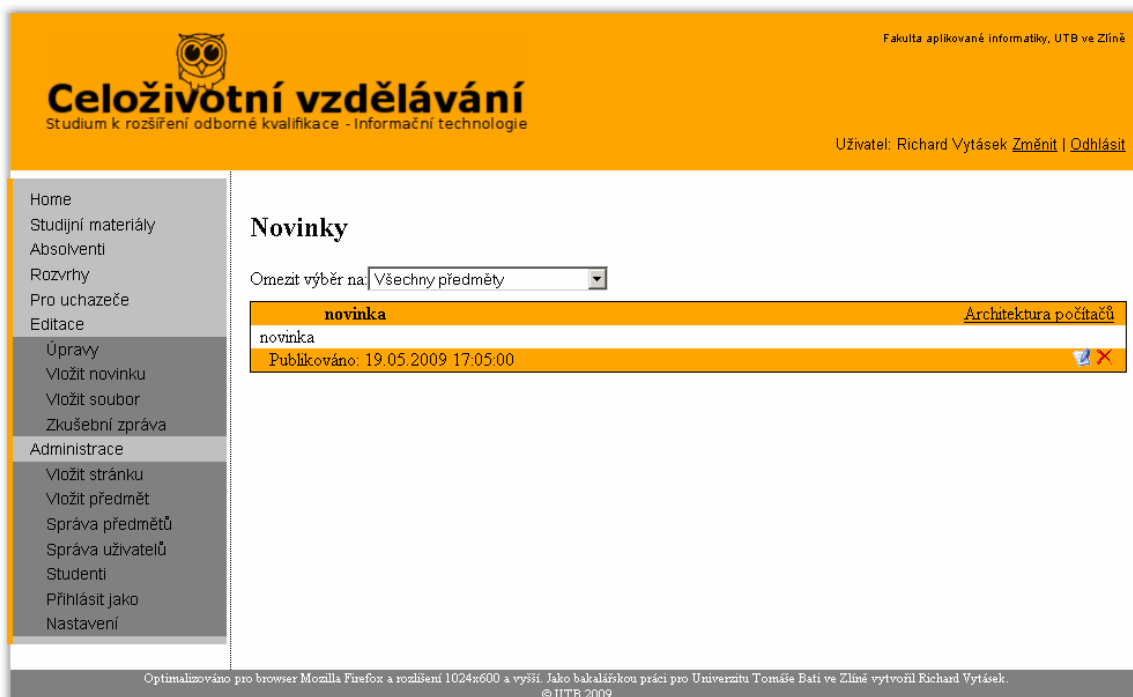 Fakulta aplikované informatiky, UTB ve Zlíně
Celoživotní vzdělávání
Studium k rozšíření odborné kvalifikace - Informační technologie
Uživatel: Richard Vytásek Změnit | Odhlásit
Home
Studijní materiály
Absolventi
Rozvrhy
Pro uchazeče
Editace
Úpravy
Vložit novinku
Vložit soubor
Zkušební zpráva
Administrace
Vložit stránku
Vložit předmět
Správa předmětů
Správa uživatelů
Studenti
Přihlásit jako
Nastavení
Novinky
Omezit výběr na: Všechny předměty
novinka Architektura počítačů
novinka
Publikováno: 19.05.2009 17:05:00
Optimalizováno pro browser Mozilla Firefox a rozlišení 1024x600 a vyšší. Jako bakalářskou práci pro Univerzitu Tomáše Bati ve Zlíně vytvořil Richard Vytásek.
© UTB 2009